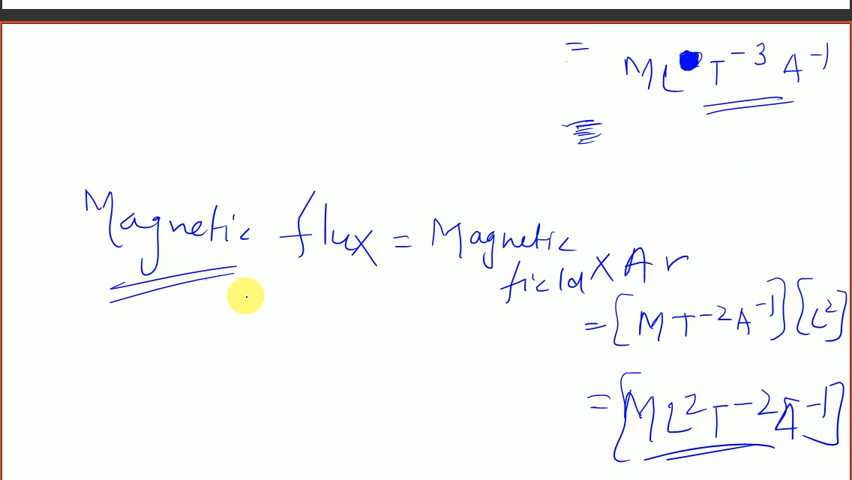 =
ML T⁻³ A⁻¹
Magnetic flux = Magnetic
field × Ar
= [MT⁻²A⁻¹] [L²]
= [ML²T⁻²A⁻¹]